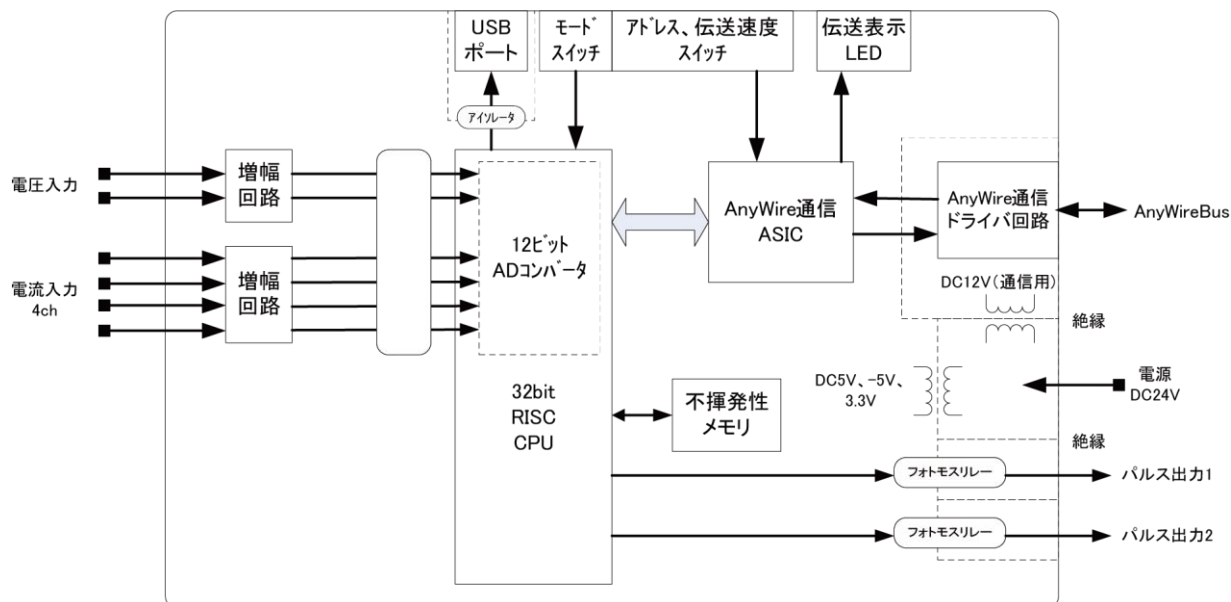 USB
ポート
モード
スイッチ
アドレス、伝送速度
スイッチ
伝送表示
LED
アイソレータ
電圧入力
増幅
回路
電流入力
4ch
増幅
回路
12ビット
ADコンバータ
32bit
RISC
CPU
AnyWire通信
ASIC
AnyWire通信
ドライバ回路
AnyWireBus
DC12V(通信用)
絶縁
DC5V、-5V、
3.3V
電源
DC24V
不揮発性
メモリ
絶縁
フォトモスリレー
パルス出力1
フォトモスリレー
パルス出力2